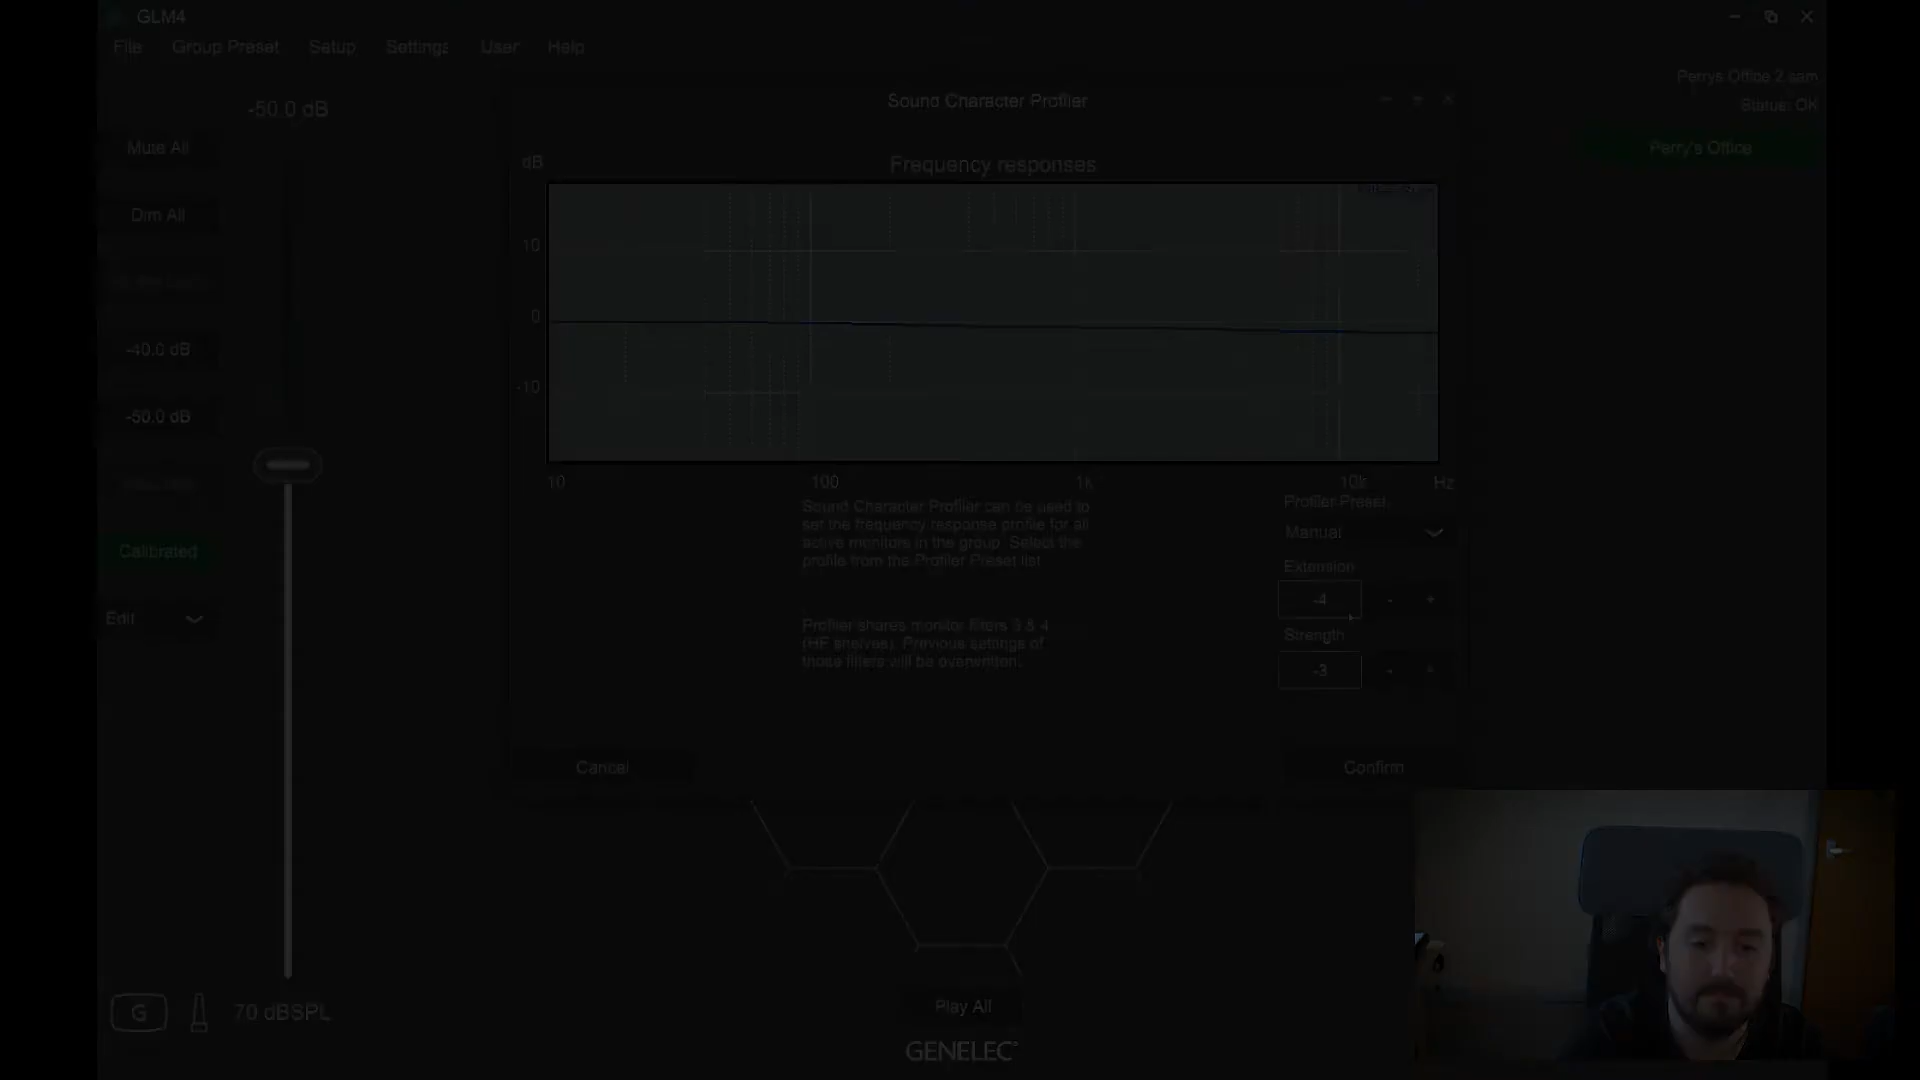 GLM4
File Group Preset Setup Settings User Help
Perrys Office 2.sam
Status: OK
Perry's Office
-50.0 dB
Mute All
Dim All
-40.0 dB
-50.0 dB
Calibrated
Edit
G 70 dBSPL
Sound Character Profiler
dB Frequency responses
10
0
-10
10 100 1k 10k Hz
Sound Character Profiler can be used to
set the frequency response profile for all
active monitors in the group. Select the
profile from the Profiler Preset list
Profiler shares monitor filters 3 & 4
(HF shelves). Previous settings of
those filters will be overwritten.
Profiler Preset
Manual
Extension
-4 - +
Strength
-3 - +
Cancel Confirm
Play All
GENELEC